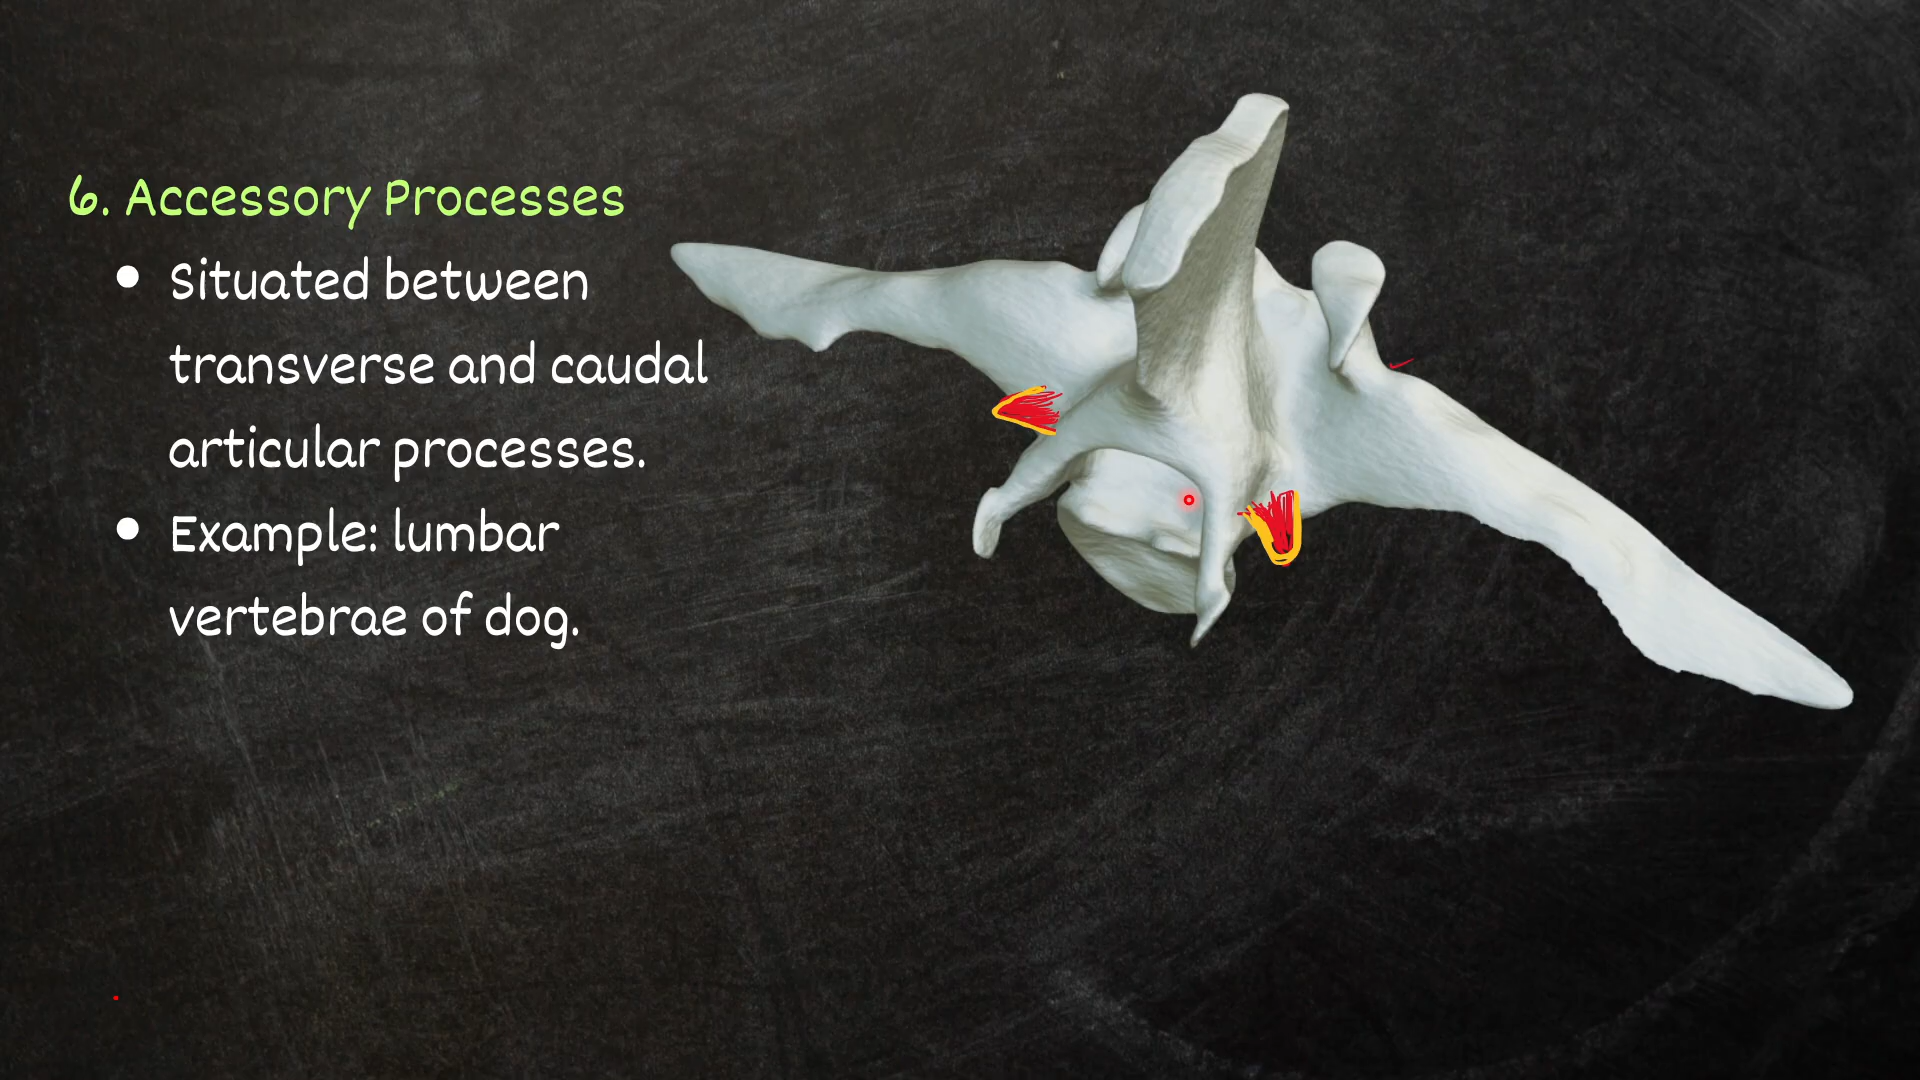 6. Accessory Processes
• Situated between
transverse and caudal
articular processes.
• Example: lumbar
vertebrae of dog.